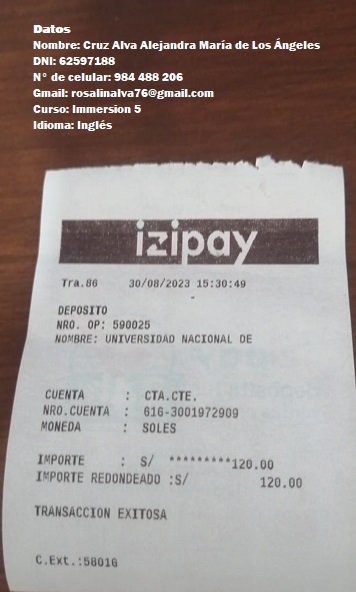 Datos
Nombre: Cruz Alva Alejandra María de Los Ángeles
DNI: 62597188
N° de celular: 984 488 206
Gmail: rosalinalva76@gmail.com
Curso: Immersion 5
Idioma: Inglés
izipay
Tra.86 30/08/2023 15:30:49
DEPOSITO
NRO. OP: 590025
NOMBRE: UNIVERSIDAD NACIONAL DE
CUENTA : CTA.CTE.
NRO.CUENTA : 616-3001972909
MONEDA : SOLES
IMPORTE : S/ *********120.00
IMPORTE REDONDEADO :S/ 120.00
TRANSACCION EXITOSA
C.Ext.:58016